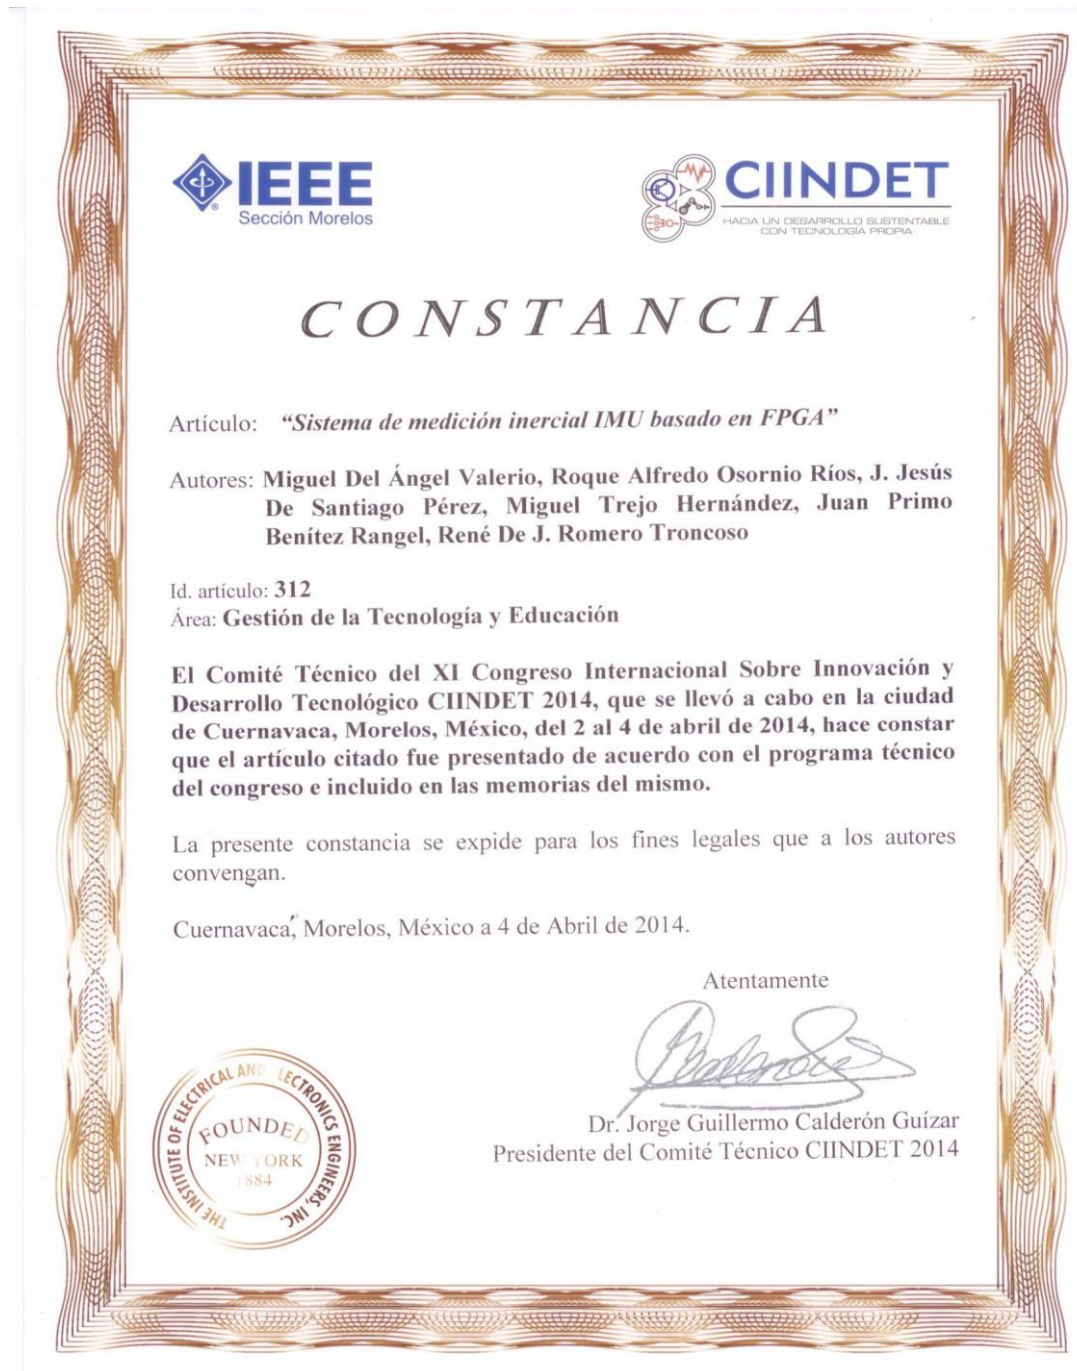 IEEE
Sección Morelos
CIINDET
HACIA UN DESARROLLO SUSTENTABLE
CON TECNOLOGÍA PROPIA
CONSTANCIA
Artículo: “Sistema de medición inercial IMU basado en FPGA”
Autores: Miguel Del Ángel Valerio, Roque Alfredo Osornio Ríos, J. Jesús
De Santiago Pérez, Miguel Trejo Hernández, Juan Primo
Benítez Rangel, René De J. Romero Troncoso
Id. artículo: 312
Área: Gestión de la Tecnología y Educación
El Comité Técnico del XI Congreso Internacional Sobre Innovación y
Desarrollo Tecnológico CIINDET 2014, que se llevó a cabo en la ciudad
de Cuernavaca, Morelos, México, del 2 al 4 de abril de 2014, hace constar
que el artículo citado fue presentado de acuerdo con el programa técnico
del congreso e incluido en las memorias del mismo.
La presente constancia se expide para los fines legales que a los autores
convengan.
Cuernavaca, Morelos, México a 4 de Abril de 2014.
Atentamente
Dr. Jorge Guillermo Calderón Guízar
Presidente del Comité Técnico CIINDET 2014
THE INSTITUTE OF ELECTRICAL AND ELECTRONICS ENGINEERS, INC.
FOUNDED
NEW YORK
1884